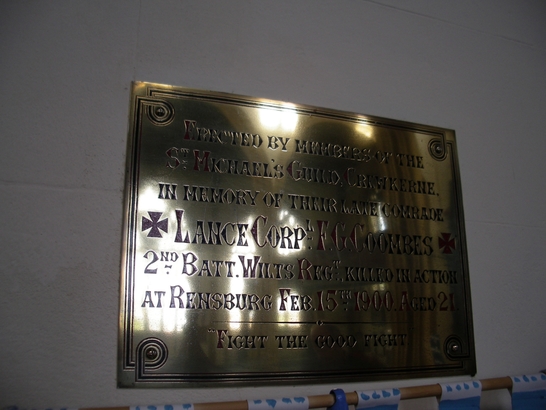 ERECTED BY MEMBERS OF THE
ST MICHAEL'S GUILD, CREWKERNE,
IN MEMORY OF THEIR LATE COMRADE
LANCE CORPL T. G. COOMBES
2ND BATT. WILTS REGT, KILLED IN ACTION
AT RENSBURG FEB. 15TH 1900. AGED 21
"FIGHT THE GOOD FIGHT"